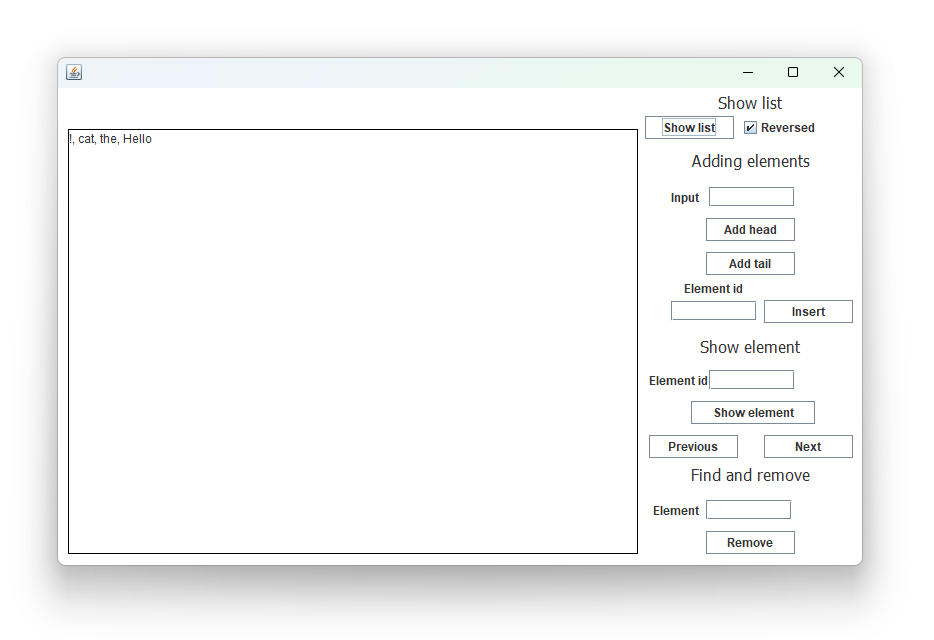 Show list
Show list Reversed
!, cat, the, Hello
Adding elements
Input
Add head
Add tail
Element id
Insert
Show element
Element id
Show element
Previous Next
Find and remove
Element
Remove